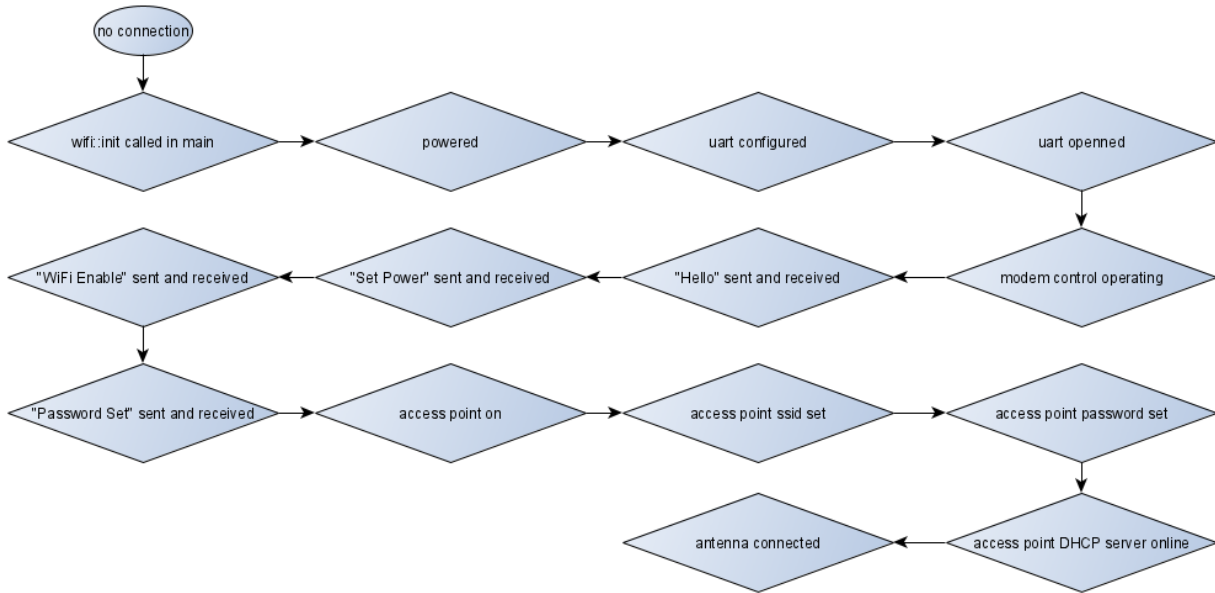 no connection
wifi::init called in main
powered
uart configured
uart openned
modem control operating
"Hello" sent and received
"Set Power" sent and received
"WiFi Enable" sent and received
"Password Set" sent and received
access point on
access point ssid set
access point password set
access point DHCP server online
antenna connected